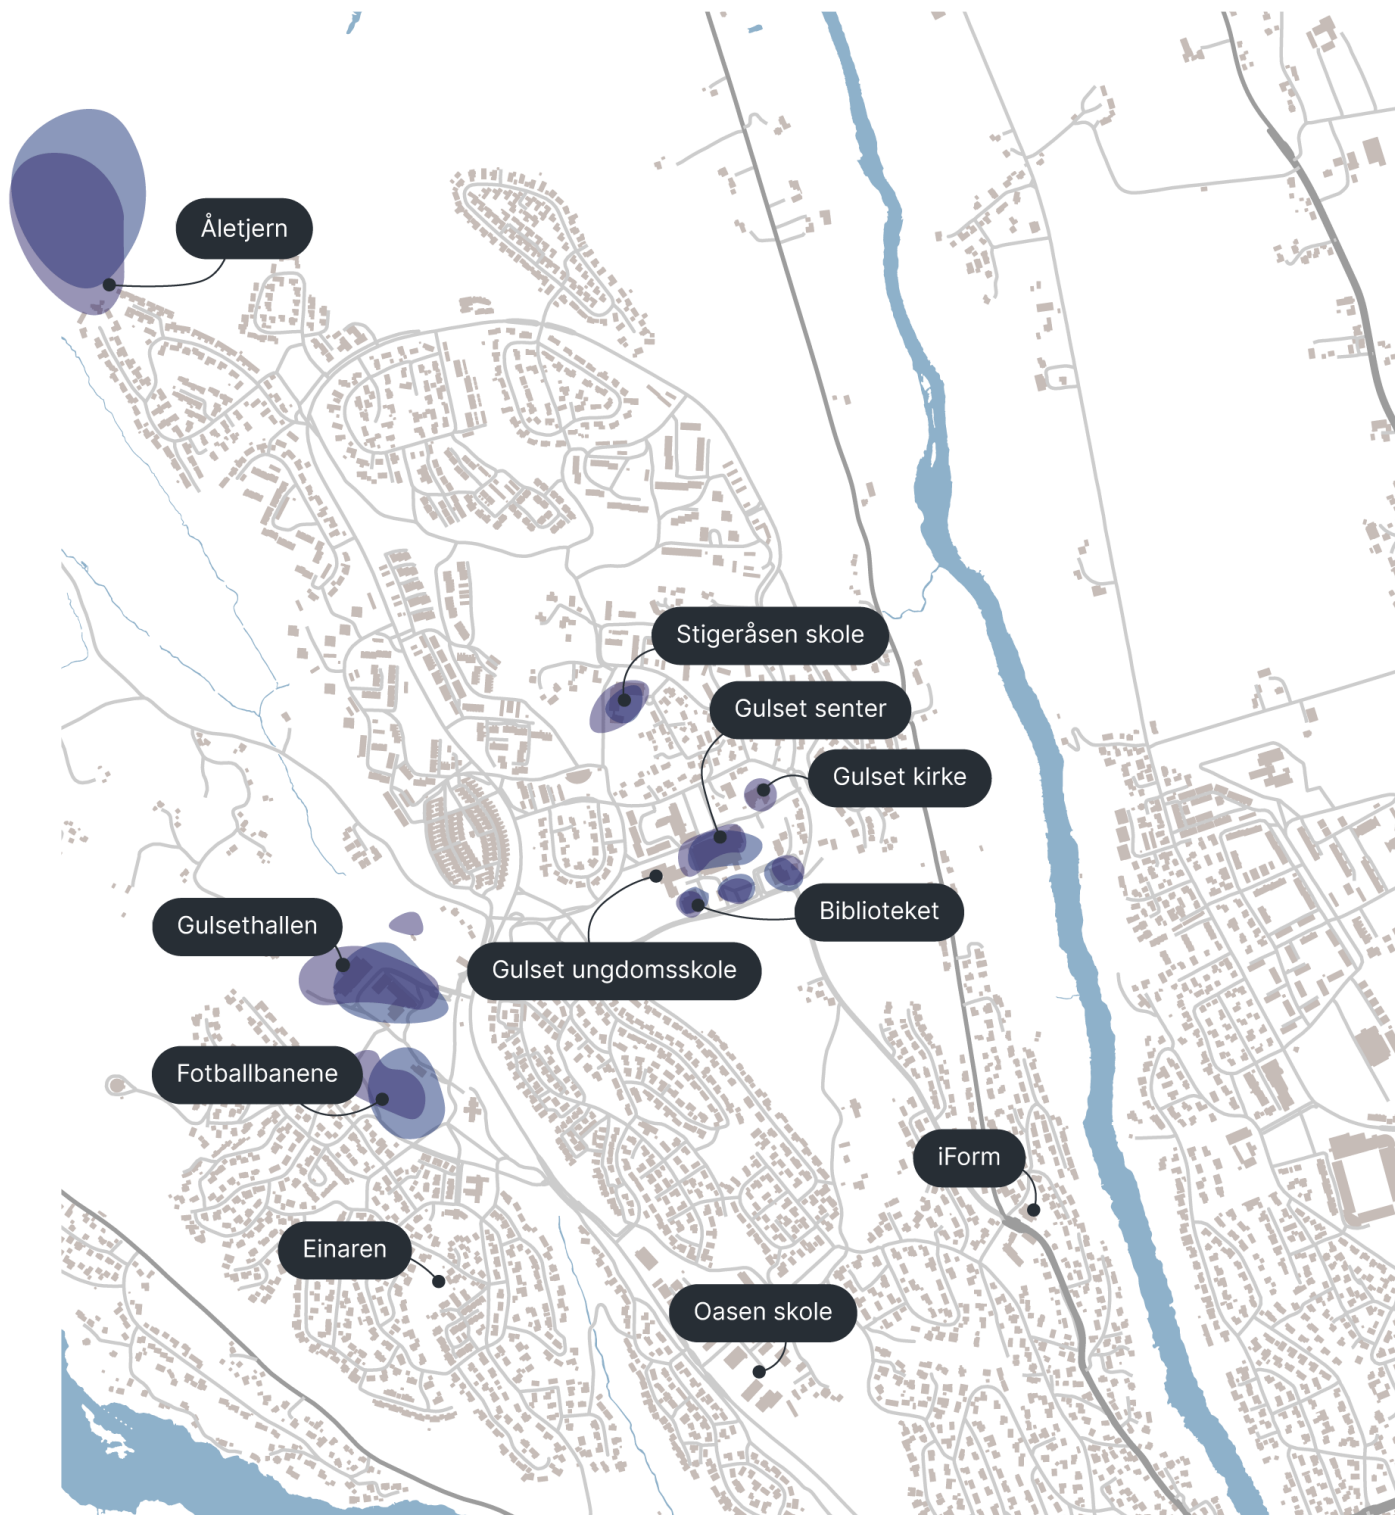 Åletjern
Stigeråsen skole
Gulset senter
Gulset kirke
Biblioteket
Gulsethallen
Gulset ungdomsskole
Fotballbanene
iForm
Einaren
Oasen skole